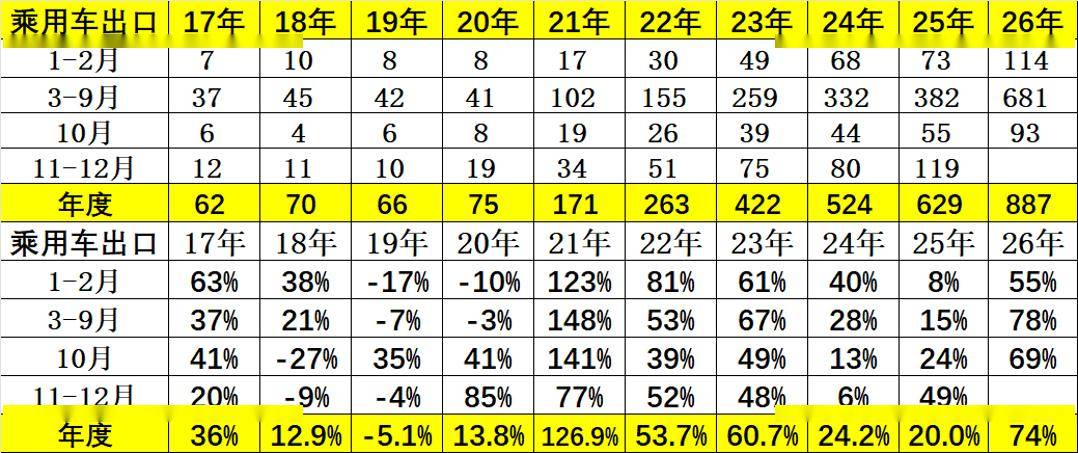 乘用车出口 17年 18年 19年 20年 21年 22年 23年 24年 25年 26年
1-2月 7 10 8 8 17 30 49 68 73 114
3-9月 37 45 42 41 102 155 259 332 382 681
10月 6 4 6 8 19 26 39 44 55 93
11-12月 12 11 10 19 34 51 75 80 119
年度 62 70 66 75 171 263 422 524 629 887
乘用车出口 17年 18年 19年 20年 21年 22年 23年 24年 25年 26年
1-2月 63% 38% -17% -10% 123% 81% 61% 40% 8% 55%
3-9月 37% 21% -7% -3% 148% 53% 67% 28% 15% 78%
10月 41% -27% 35% 41% 141% 39% 49% 13% 24% 69%
11-12月 20% -9% -4% 85% 77% 52% 48% 6% 49%
年度 36% 12.9% -5.1% 13.8% 126.9% 53.7% 60.7% 24.2% 20.0% 74%